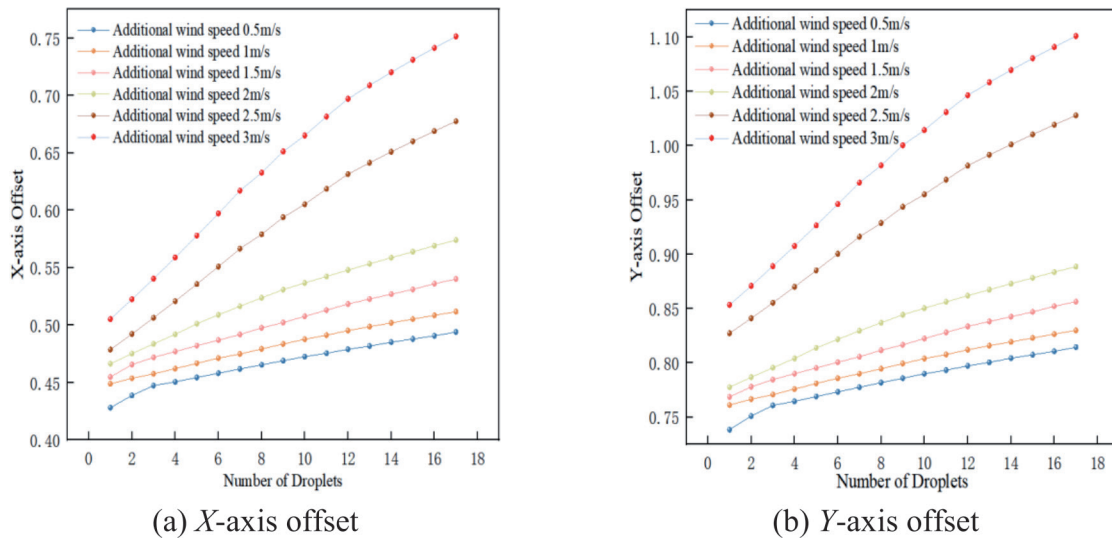 0.75
0.70
0.65
0.60
0.55
0.50
0.45
0.40
X-axis Offset
Additional wind speed 0.5m/s
Additional wind speed 1m/s
Additional wind speed 1.5m/s
Additional wind speed 2m/s
Additional wind speed 2.5m/s
Additional wind speed 3m/s
0 2 4 6 8 10 12 14 16 18
Number of Droplets
(a) X-axis offset
1.10
1.05
1.00
0.95
0.90
0.85
0.80
0.75
Y-axis Offset
Additional wind speed 0.5m/s
Additional wind speed 1m/s
Additional wind speed 1.5m/s
Additional wind speed 2m/s
Additional wind speed 2.5m/s
Additional wind speed 3m/s
0 2 4 6 8 10 12 14 16 18
Number of Droplets
(b) Y-axis offset